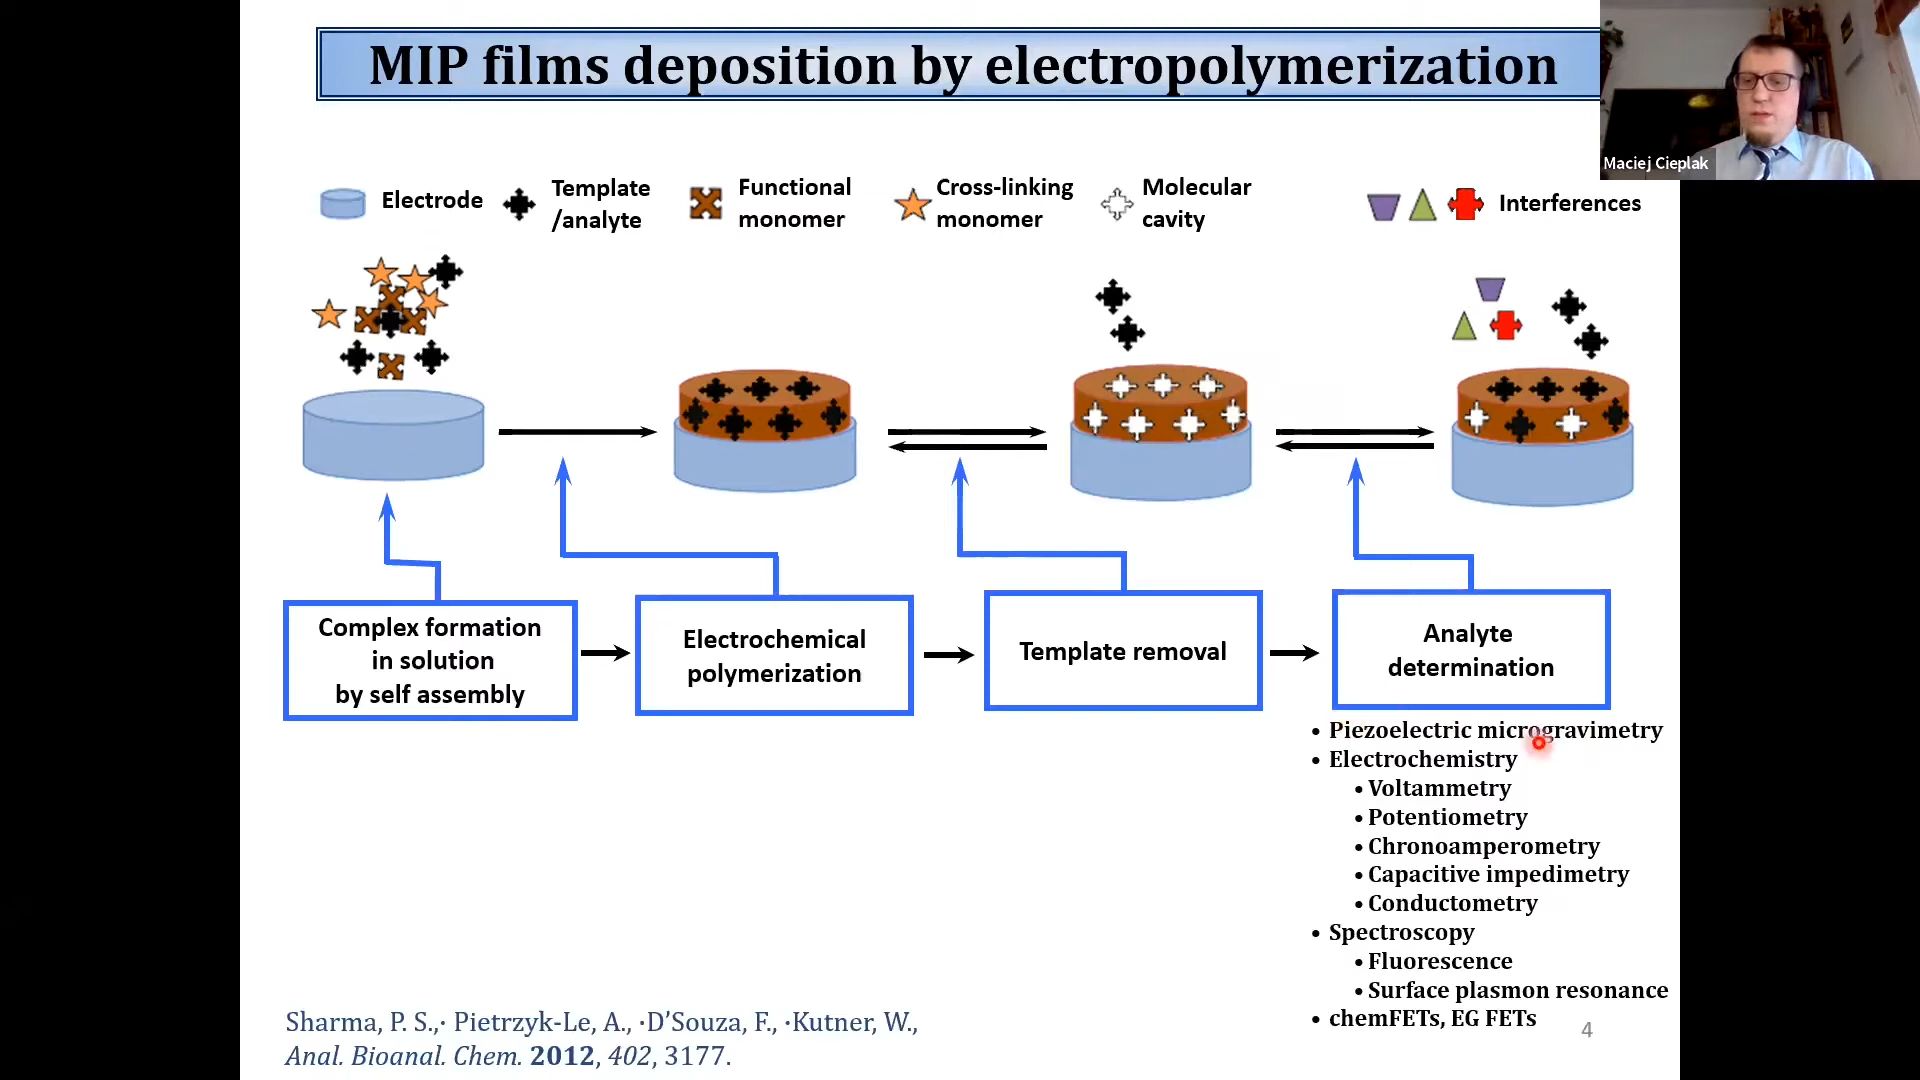 MIP films deposition by electropolymerization
Maciej Cieplak
Electrode
Template
/analyte
Functional
monomer
Cross-linking
monomer
Molecular
cavity
Interferences
Complex formation
in solution
by self assembly
Electrochemical
polymerization
Template removal
Analyte
determination
• Piezoelectric microgravimetry
• Electrochemistry
• Voltammetry
• Potentiometry
• Chronoamperometry
• Capacitive impedimetry
• Conductometry
• Spectroscopy
• Fluorescence
• Surface plasmon resonance
• chemFETs, EG FETs
Sharma, P. S.,· Pietrzyk-Le, A., ·D’Souza, F., ·Kutner, W.,
Anal. Bioanal. Chem. 2012, 402, 3177.
4